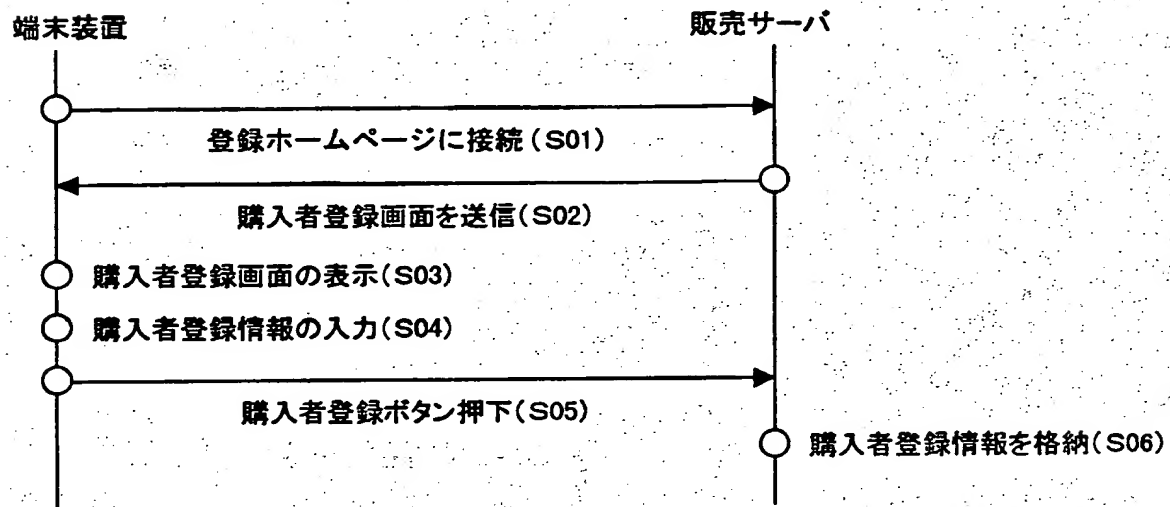 端末装置
販売サーバ
登録ホームページに接続(S01)
購入者登録画面を送信(S02)
購入者登録画面の表示(S03)
購入者登録情報の入力(S04)
購入者登録ボタン押下(S05)
購入者登録情報を格納(S06)